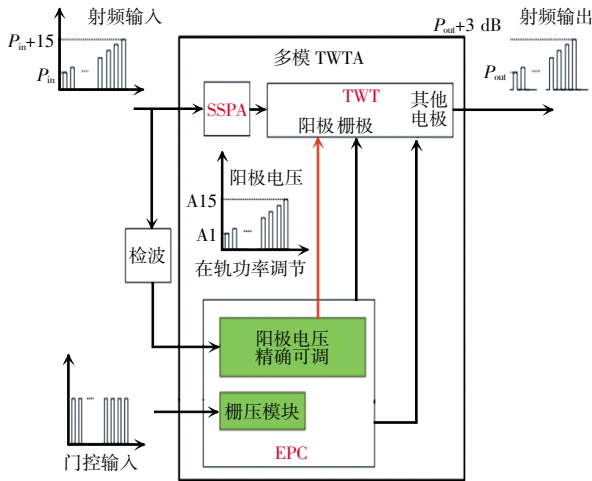 射频输入
P_in+15
P_in
P_out+3 dB
射频输出
P_out
多模 TWTA
SSPA
TWT
其他
电极
阳极 栅极
阳极电压
A15
A1
在轨功率调节
检波
阳极电压
精确可调
栅压模块
EPC
门控输入